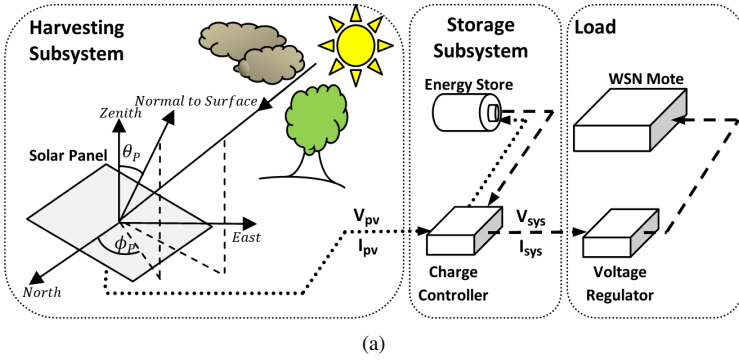 Harvesting
Subsystem
Storage
Subsystem
Load
Energy Store
WSN Mote
Normal to Surface
Zenith
θP
Solar Panel
East
ϕP
North
Vpv
Ipv
Vsys
Isys
Charge
Controller
Voltage
Regulator
(a)